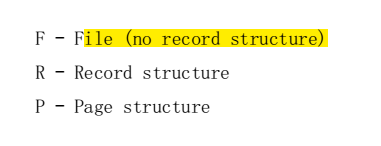 F - File (no record structure)
R - Record structure
P - Page structure